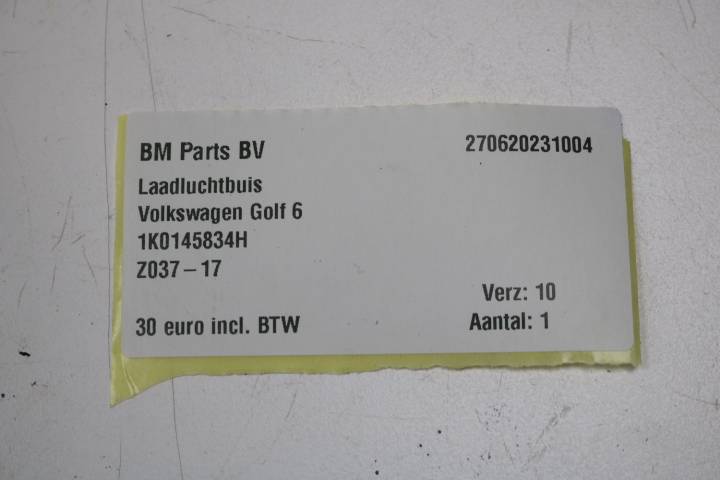 BM Parts BV 270620231004
Laadluchtbuis
Volkswagen Golf 6
1K0145834H
Z037-17
Verz: 10
30 euro incl. BTW Aantal: 1